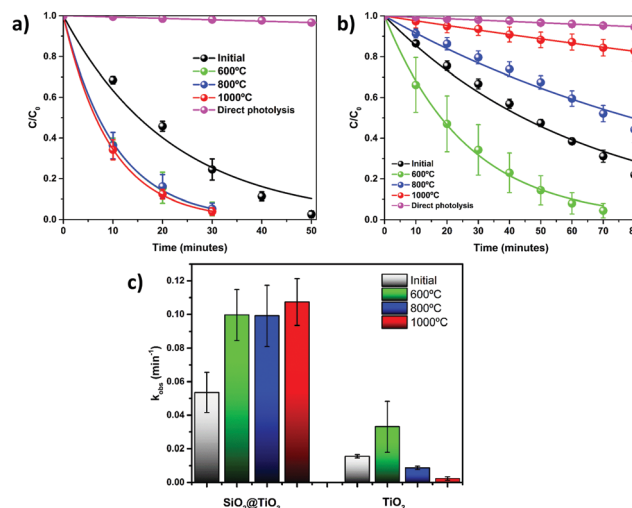 a)
1.0
0.8
0.6
0.4
0.2
0.0
C/C₀
0
10
20
30
40
50
Time (minutes)
Initial
600ºC
800ºC
1000ºC
Direct photolysis
b)
1.0
0.8
0.6
0.4
0.2
0.0
C/C₀
0
10
20
30
40
50
60
70
Time (minutes)
Initial
600ºC
800ºC
1000ºC
Direct photolysis
c)
0.12
0.10
0.08
0.06
0.04
0.02
0.00
k_obs (min⁻¹)
Initial
600ºC
800ºC
1000ºC
SiO₂@TiO₂
TiO₂